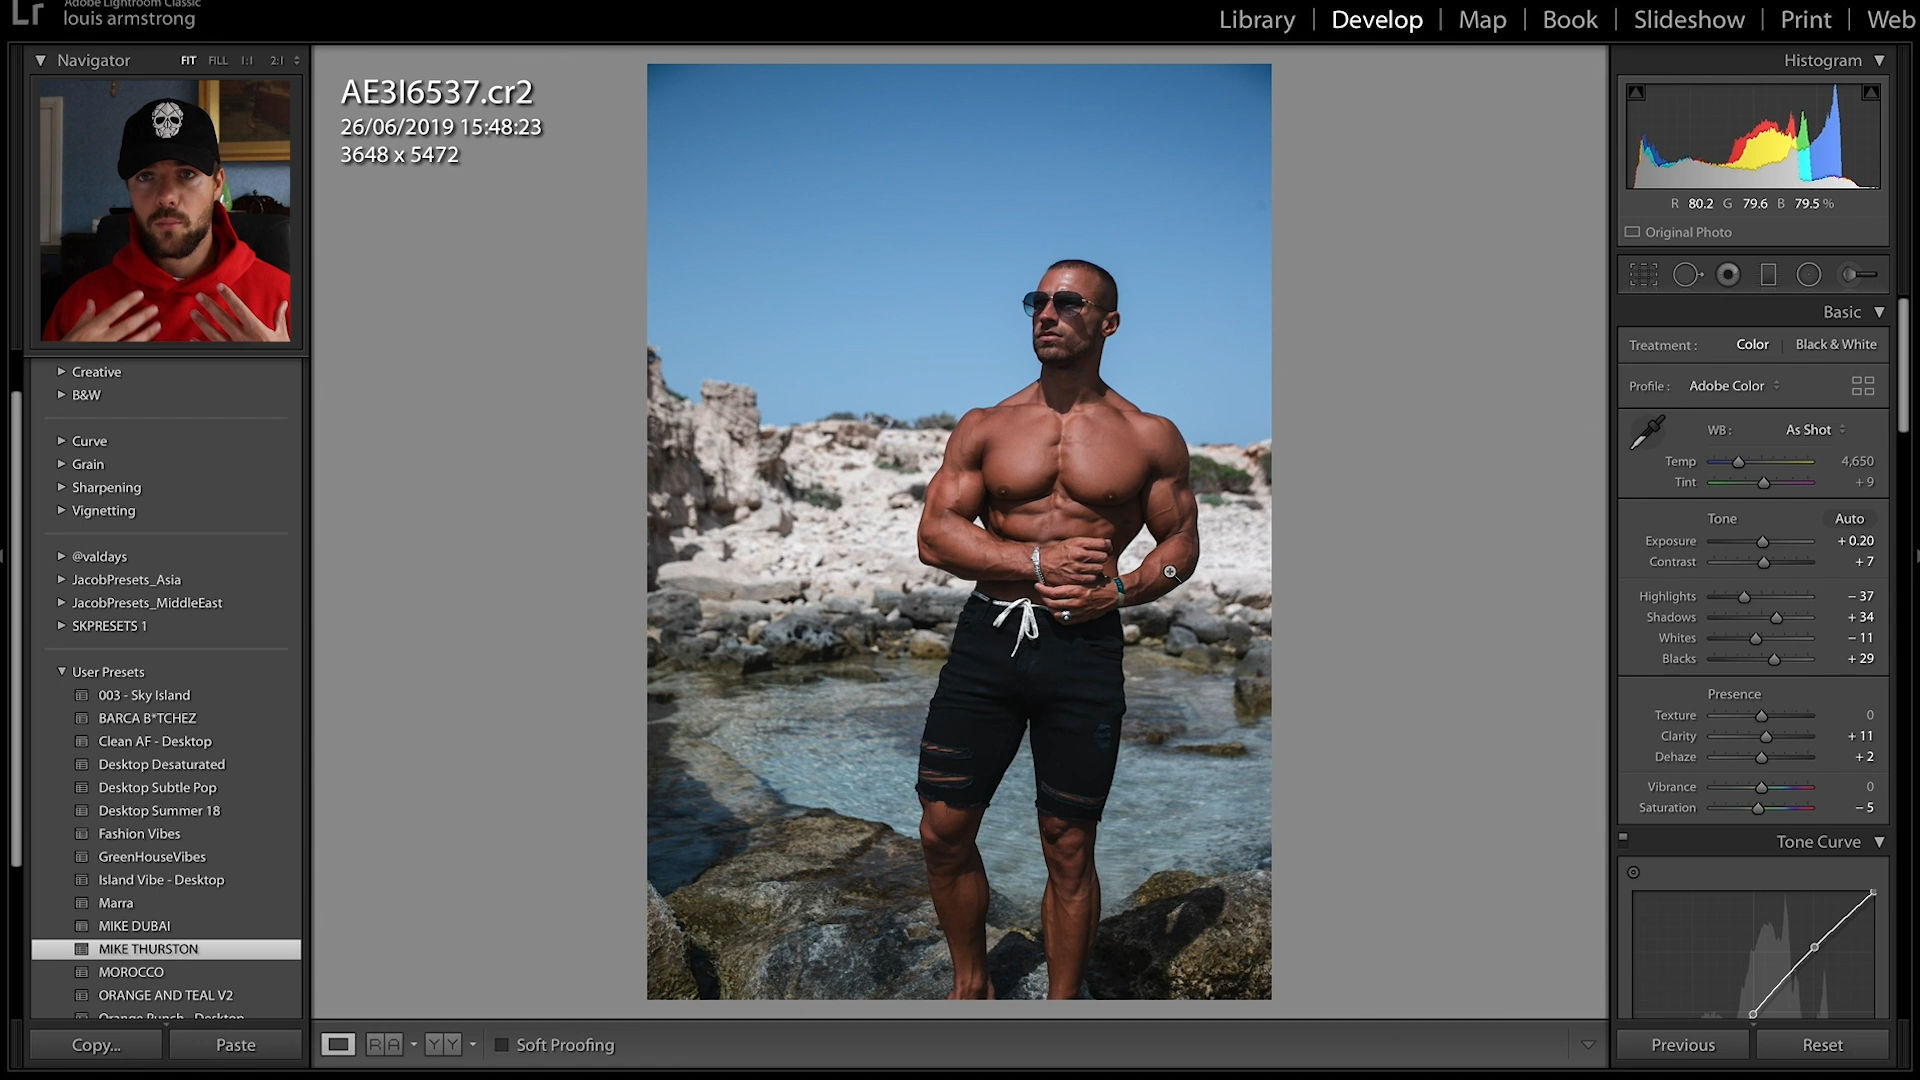 Lr
Adobe Lightroom Classic
louis armstrong
Library | Develop | Map | Book | Slideshow | Print | Web
Navigator FIT FILL 1:1 2:1
Creative
B&W
Curve
Grain
Sharpening
Vignetting
@valdays
JacobPresets_Asia
JacobPresets_MiddleEast
SKPRESETS 1
User Presets
003 - Sky Island
BARCA B*TCHEZ
Clean AF - Desktop
Desktop Desaturated
Desktop Subtle Pop
Desktop Summer 18
Fashion Vibes
GreenHouseVibes
Island Vibe - Desktop
Marra
MIKE DUBAI
MIKE THURSTON
MOROCCO
ORANGE AND TEAL V2
Orange Punch - Desktop
Copy... Paste
AE3I6537.cr2
26/06/2019 15:48:23
3648 x 5472
RA YY Soft Proofing
Histogram
R 80.2 G 79.6 B 79.5 %
Original Photo
Basic
Treatment : Color Black & White
Profile : Adobe Color
WB : As Shot
Temp 4,650
Tint + 9
Tone Auto
Exposure + 0.20
Contrast + 7
Highlights − 37
Shadows + 34
Whites − 11
Blacks + 29
Presence
Texture 0
Clarity + 11
Dehaze + 2
Vibrance 0
Saturation − 5
Tone Curve
Previous Reset